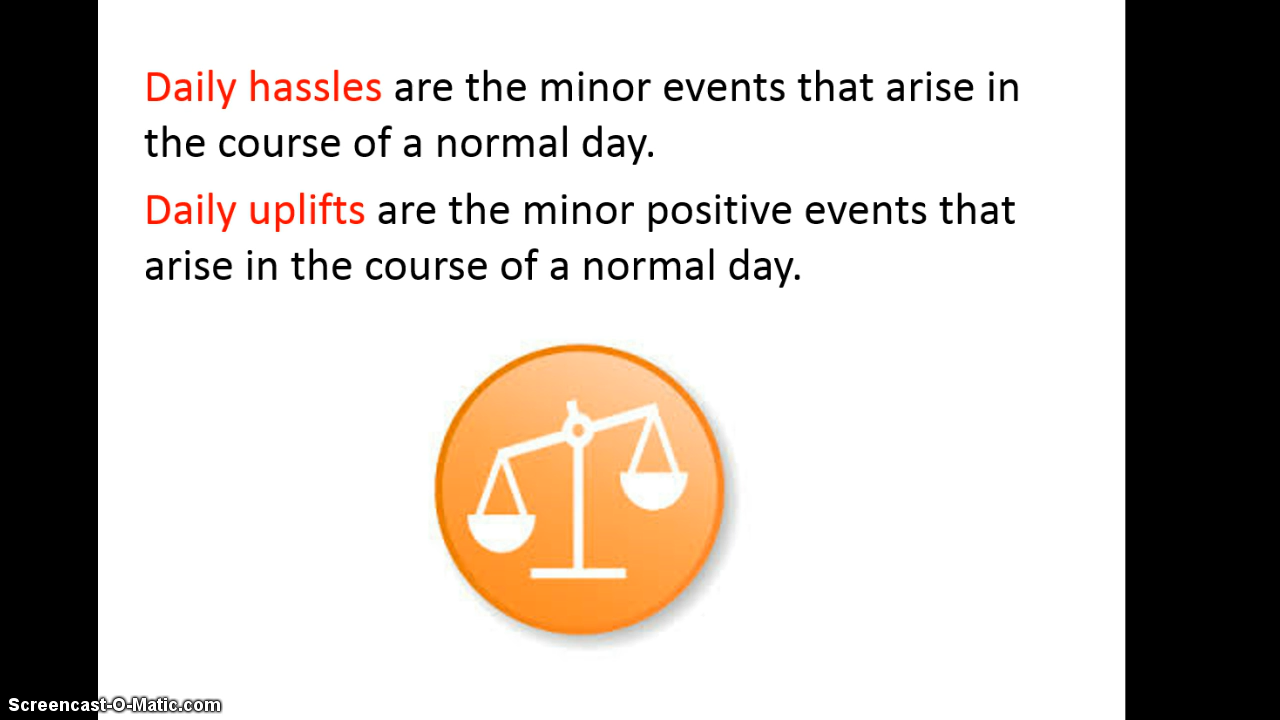 Daily hassles are the minor events that arise in
the course of a normal day.
Daily uplifts are the minor positive events that
arise in the course of a normal day.
Screencast-O-Matic.com